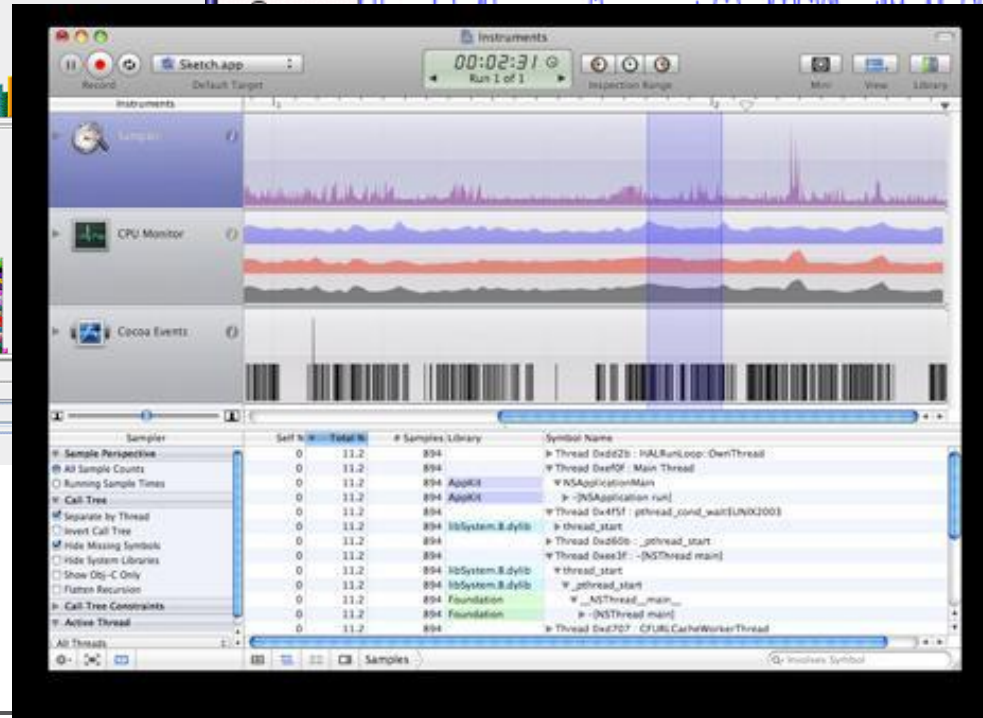 Instruments
Sketch.app
00:02:31
Run 1 of 1
Record
Default Target
Inspection Range
Mini
View
Library
Instruments
Sampler
CPU Monitor
Cocoa Events
Sampler
Self %
Total %
# Samples
Library
Symbol Name
Sample Perspective
All Sample Counts
Running Sample Times
Call Tree
Separate by Thread
Invert Call Tree
Hide Missing Symbols
Hide System Libraries
Show Obj-C Only
Flatten Recursion
Call Tree Constraints
Active Thread
All Threads
0 11.2 894 Thread 0xdd2b : HALRunLoop::OwnThread
0 11.2 894 Thread 0xef0f : Main Thread
0 11.2 894 AppKit NSApplicationMain
0 11.2 894 AppKit -[NSApplication run]
0 11.2 894 Thread 0x4f5f : pthread_cond_wait$UNIX2003
0 11.2 894 libSystem.B.dylib thread_start
0 11.2 894 Thread 0xd60b : _pthread_start
0 11.2 894 Thread 0xee3f : -[NSThread main]
0 11.2 894 libSystem.B.dylib thread_start
0 11.2 894 libSystem.B.dylib _pthread_start
0 11.2 894 Foundation __NSThread__main__
0 11.2 894 Foundation -[NSThread main]
0 11.2 894 Thread 0xd707 : CFURLCacheWorkerThread
Samples
Involves Symbol